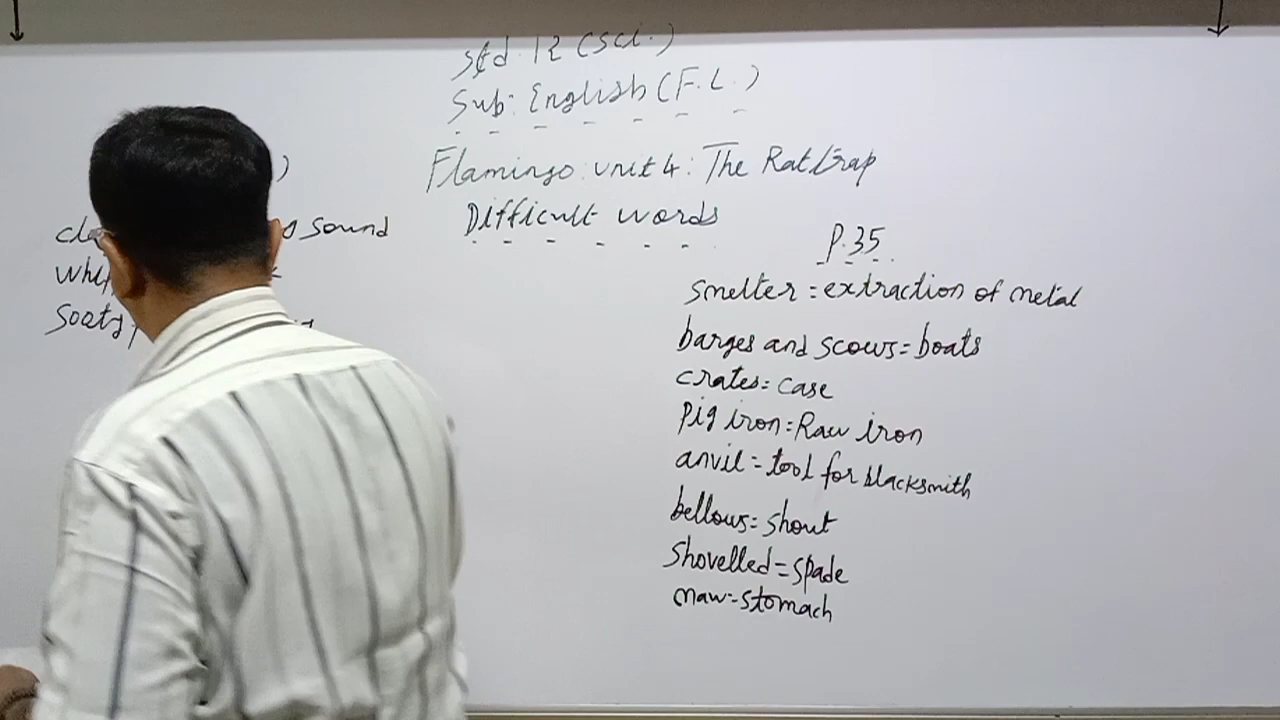 Std. 12 (Sci.)
Sub: English (F.L.)
Flamingo: unit 4: The Rattrap
Difficult words
sound
P.35
smelter = extraction of metal
barges and scows = boats
crates = case
Pig iron = Raw iron
anvil = tool for blacksmith
bellows = shout
Shovelled = spade
maw = stomach